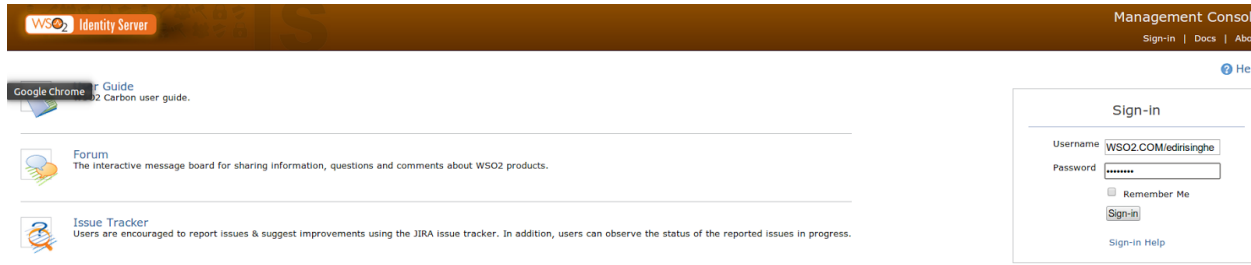 WSO2 Identity Server
Management Consol
Sign-in | Docs | Abo
He
Google Chrome
r Guide
WSO2 Carbon user guide.
Sign-in
Forum
The interactive message board for sharing information, questions and comments about WSO2 products.
Username WSO2.COM/edirisinghe
Password ••••••••
Remember Me
Sign-in
Issue Tracker
Users are encouraged to report issues & suggest improvements using the JIRA issue tracker. In addition, users can observe the status of the reported issues in progress.
Sign-in Help